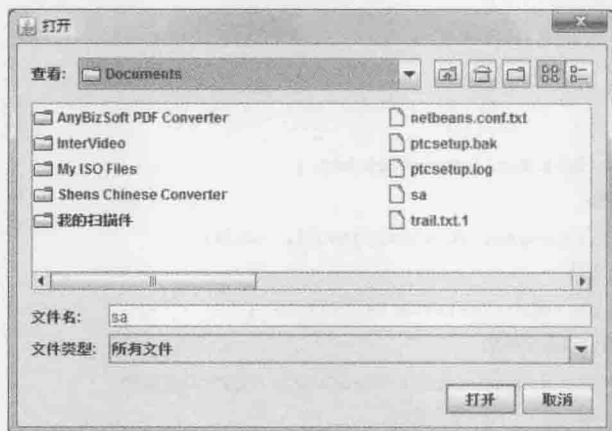 打开
查看: Documents
AnyBizSoft PDF Converter
InterVideo
My ISO Files
Shens Chinese Converter
我的扫描件
netbeans.conf.txt
ptcsetup.bak
ptcsetup.log
sa
trail.txt.1
文件名: sa
文件类型: 所有文件
打开 取消